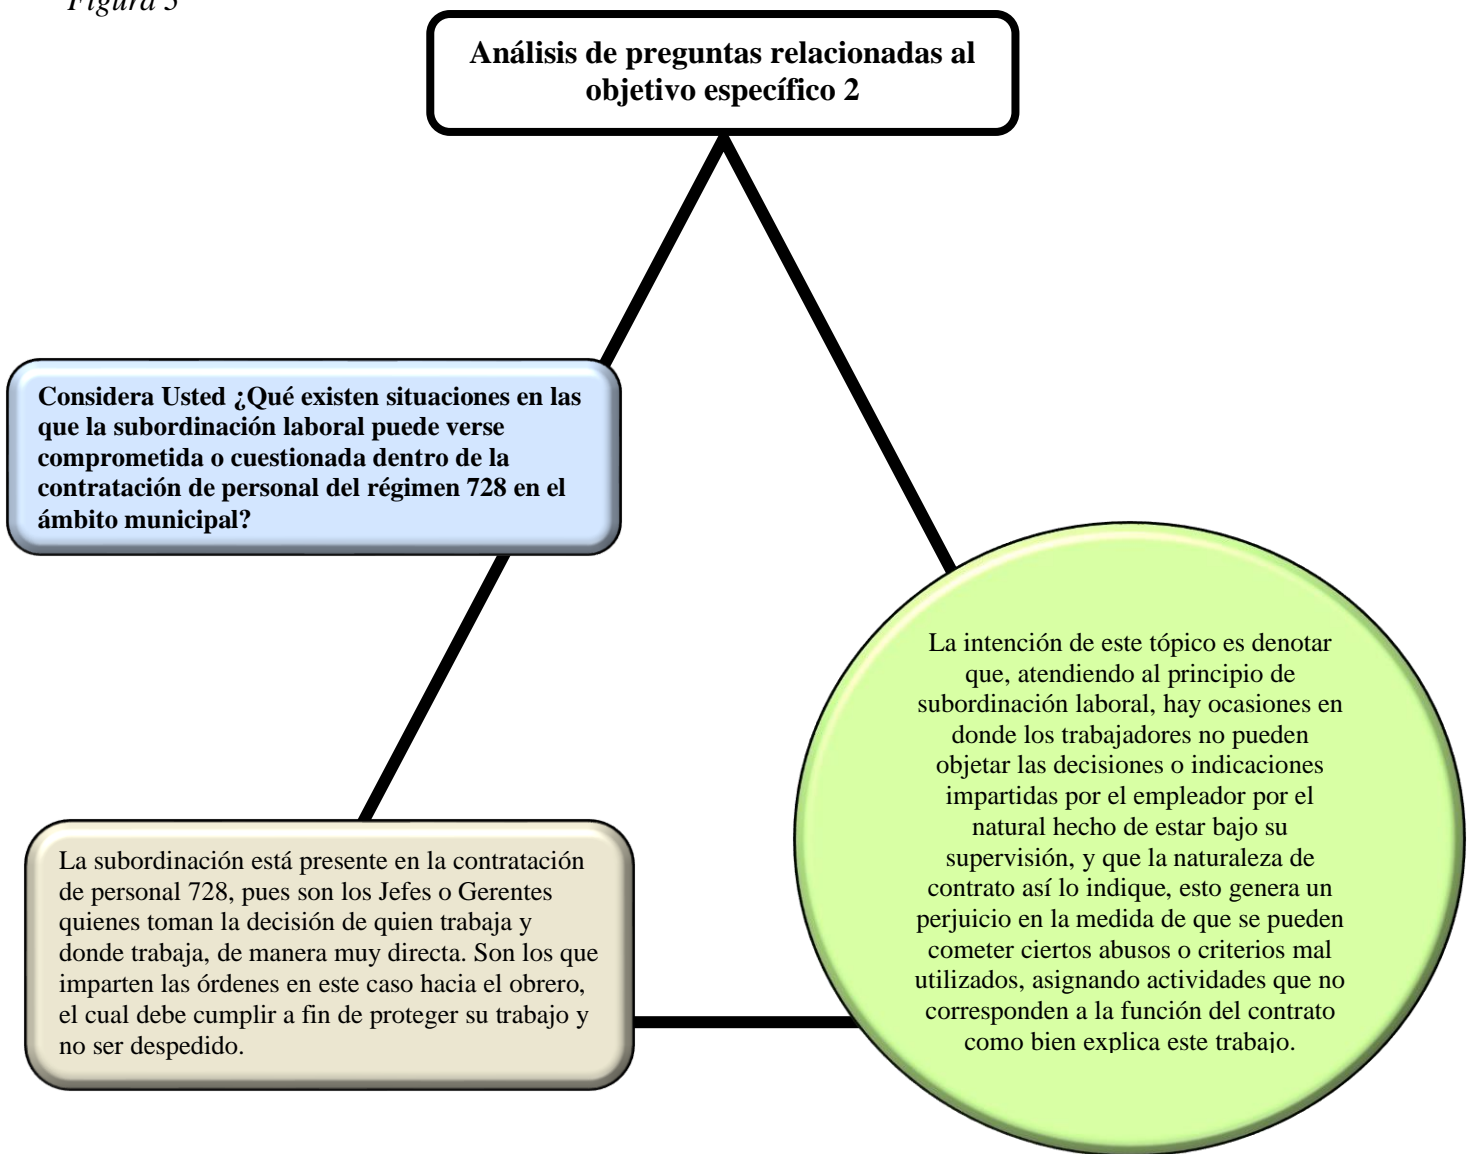 Figura 3
Análisis de preguntas relacionadas al
objetivo específico 2
Considera Usted ¿Qué existen situaciones en las
que la subordinación laboral puede verse
comprometida o cuestionada dentro de la
contratación de personal del régimen 728 en el
ámbito municipal?
La subordinación está presente en la contratación
de personal 728, pues son los Jefes o Gerentes
quienes toman la decisión de quien trabaja y
donde trabaja, de manera muy directa. Son los que
imparten las órdenes en este caso hacia el obrero,
el cual debe cumplir a fin de proteger su trabajo y
no ser despedido.
La intención de este tópico es denotar
que, atendiendo al principio de
subordinación laboral, hay ocasiones en
donde los trabajadores no pueden
objetar las decisiones o indicaciones
impartidas por el empleador por el
natural hecho de estar bajo su
supervisión, y que la naturaleza de
contrato así lo indique, esto genera un
perjuicio en la medida de que se pueden
cometer ciertos abusos o criterios mal
utilizados, asignando actividades que no
corresponden a la función del contrato
como bien explica este trabajo.